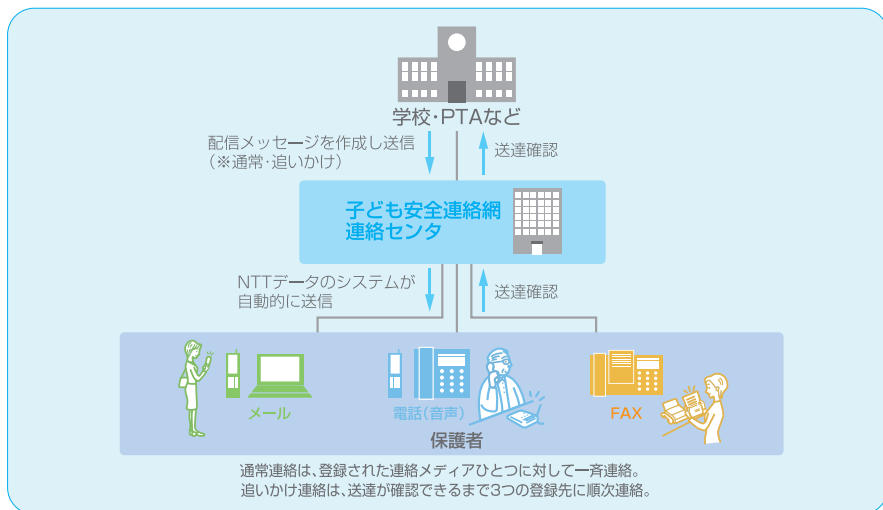 学校・PTAなど
配信メッセージを作成し送信
（※通常・追いかけ）
送達確認
子ども安全連絡網
連絡センタ
NTTデータのシステムが
自動的に送信
送達確認
メール
電話（音声）
FAX
保護者
通常連絡は、登録された連絡メディアひとつに対して一斉連絡。
追いかけ連絡は、送達が確認できるまで3つの登録先に順次連絡。